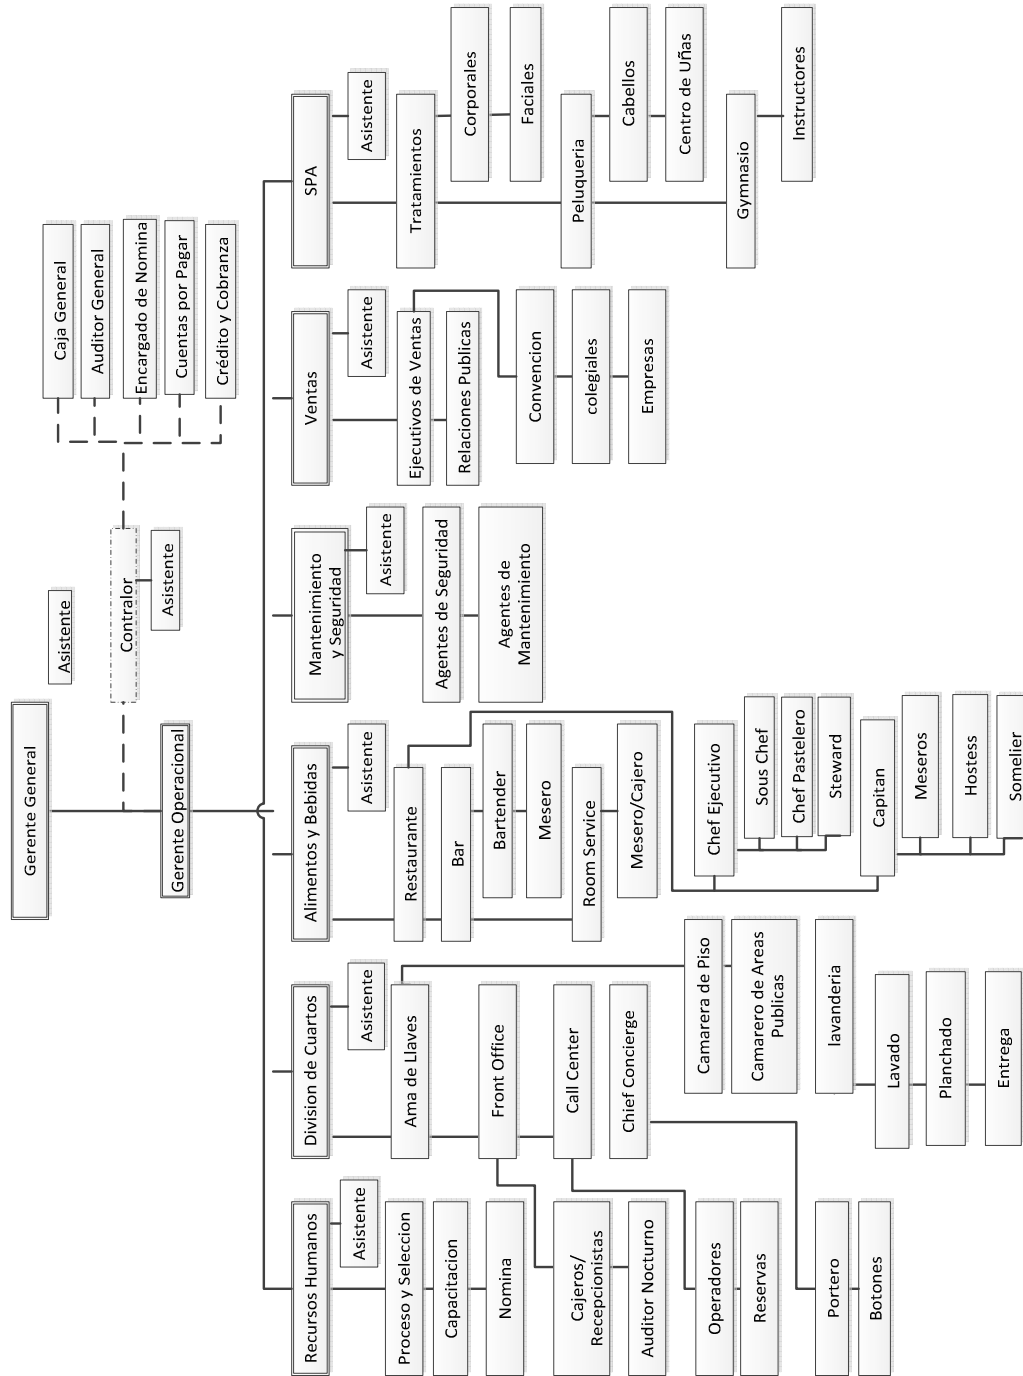 Gerente General
Asistente
Contralor
Asistente
Caja General
Auditor General
Encargado de Nomina
Cuentas por Pagar
Crédito y Cobranza
Gerente Operacional
Recursos Humanos
Asistente
Proceso y Seleccion
Capacitacion
Nomina
Division de Cuartos
Asistente
Ama de Llaves
Front Office
Call Center
Chief Concierge
Cajeros/
Recepcionistas
Auditor Nocturno
Operadores
Reservas
Portero
Botones
Camarera de Piso
Camarero de Areas
Publicas
lavanderia
Lavado
Planchado
Entrega
Alimentos y Bebidas
Asistente
Restaurante
Bar
Bartender
Mesero
Room Service
Mesero/Cajero
Chef Ejecutivo
Sous Chef
Chef Pastelero
Steward
Capitan
Meseros
Hostess
Somelier
Mantenimiento
y Seguridad
Asistente
Agentes de Seguridad
Agentes de
Mantenimiento
Ventas
Asistente
Ejecutivos de Ventas
Relaciones Publicas
Convencion
colegiales
Empresas
SPA
Asistente
Tratamientos
Corporales
Faciales
Peluqueria
Cabellos
Centro de Uñas
Gymnasio
Instructores